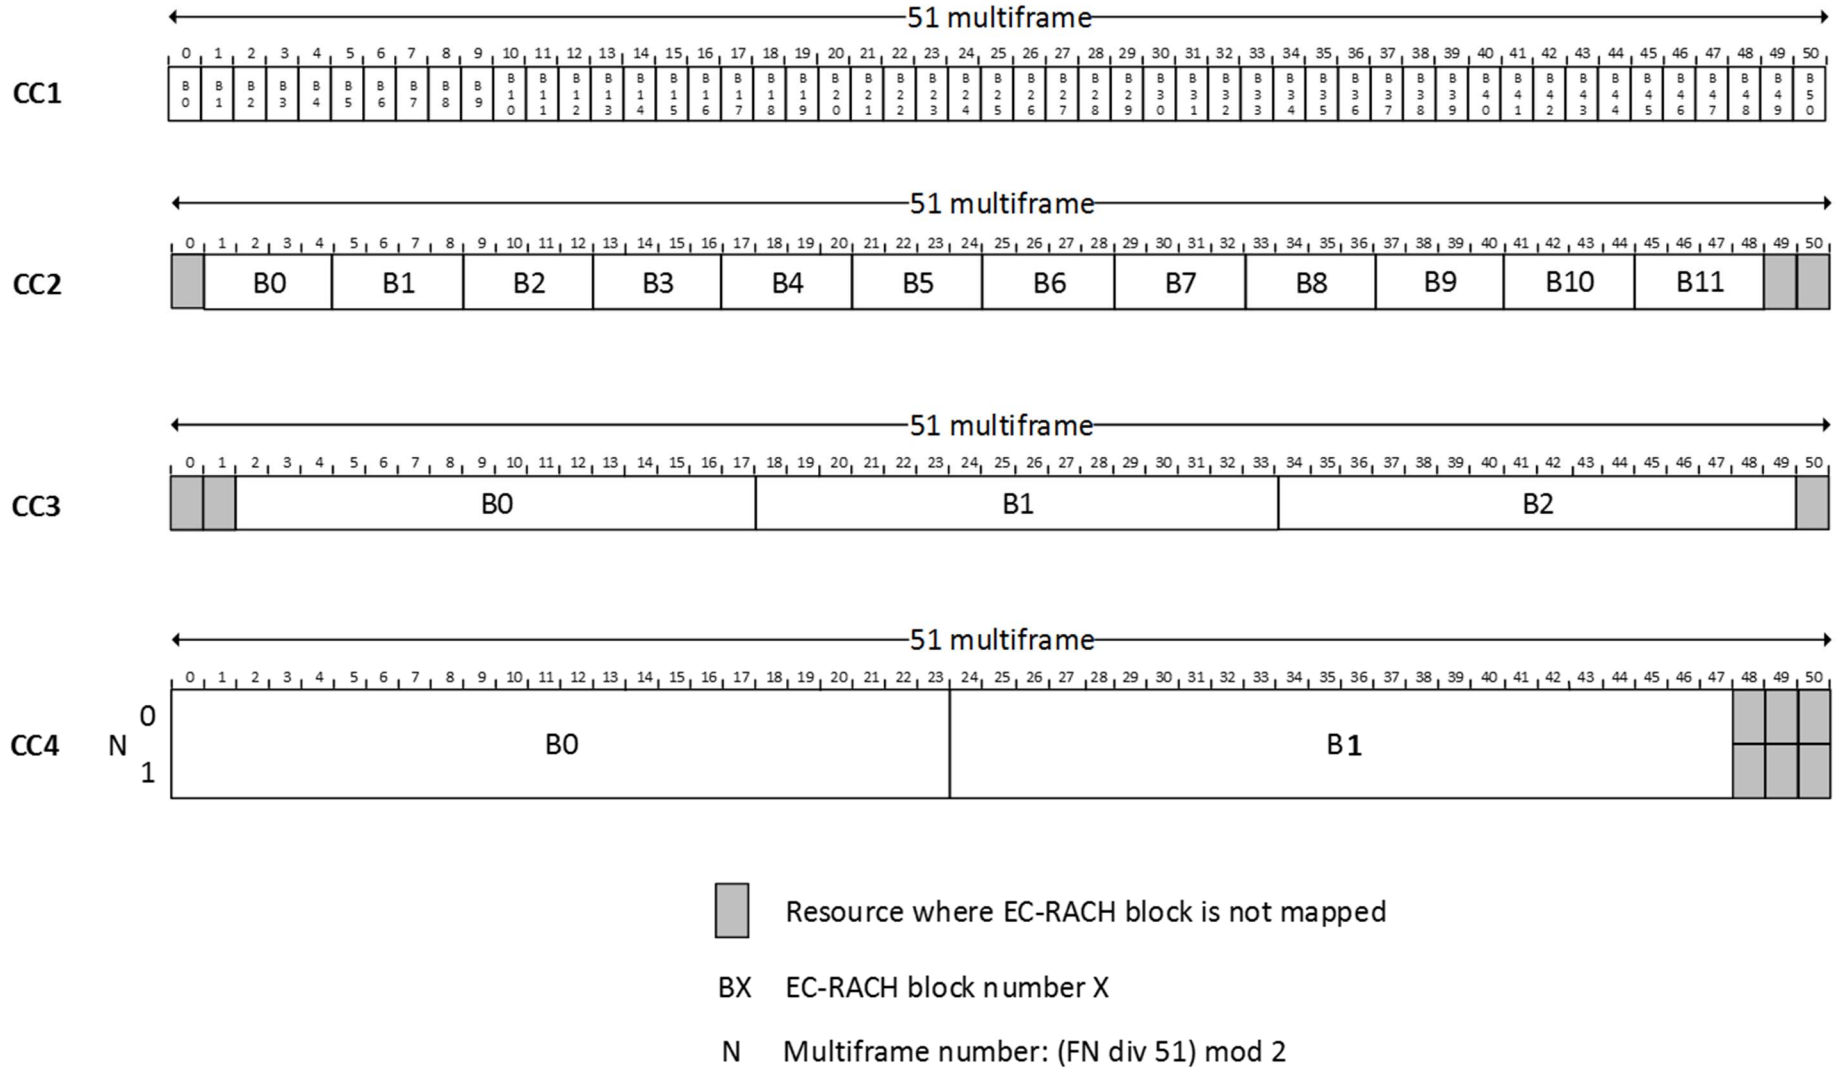 51 multiframe
0 1 2 3 4 5 6 7 8 9 10 11 12 13 14 15 16 17 18 19 20 21 22 23 24 25 26 27 28 29 30 31 32 33 34 35 36 37 38 39 40 41 42 43 44 45 46 47 48 49 50
CC1 B0 B1 B2 B3 B4 B5 B6 B7 B8 B9 B10 B11 B12 B13 B14 B15 B16 B17 B18 B19 B20 B21 B22 B23 B24 B25 B26 B27 B28 B29 B30 B31 B32 B33 B34 B35 B36 B37 B38 B39 B40 B41 B42 B43 B44 B45 B46 B47 B48 B49 B50
51 multiframe
0 1 2 3 4 5 6 7 8 9 10 11 12 13 14 15 16 17 18 19 20 21 22 23 24 25 26 27 28 29 30 31 32 33 34 35 36 37 38 39 40 41 42 43 44 45 46 47 48 49 50
CC2 B0 B1 B2 B3 B4 B5 B6 B7 B8 B9 B10 B11
51 multiframe
0 1 2 3 4 5 6 7 8 9 10 11 12 13 14 15 16 17 18 19 20 21 22 23 24 25 26 27 28 29 30 31 32 33 34 35 36 37 38 39 40 41 42 43 44 45 46 47 48 49 50
CC3 B0 B1 B2
51 multiframe
0 1 2 3 4 5 6 7 8 9 10 11 12 13 14 15 16 17 18 19 20 21 22 23 24 25 26 27 28 29 30 31 32 33 34 35 36 37 38 39 40 41 42 43 44 45 46 47 48 49 50
0
CC4 N B0 B1
1
Resource where EC-RACH block is not mapped
BX EC-RACH block number X
N Multiframe number: (FN div 51) mod 2